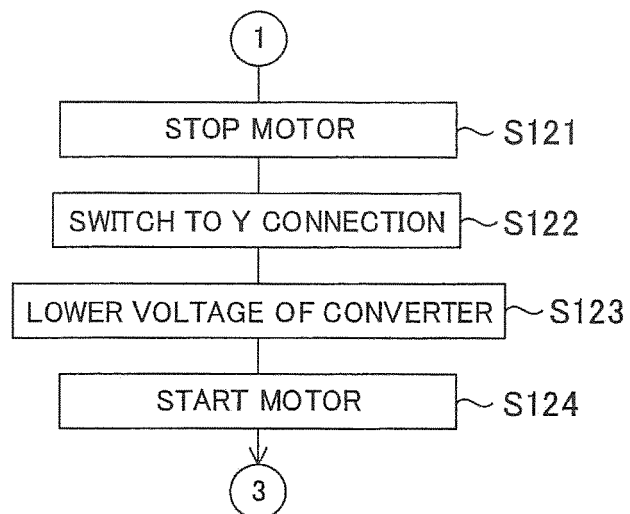 1
STOP MOTOR S121
SWITCH TO Y CONNECTION S122
LOWER VOLTAGE OF CONVERTER S123
START MOTOR S124
3